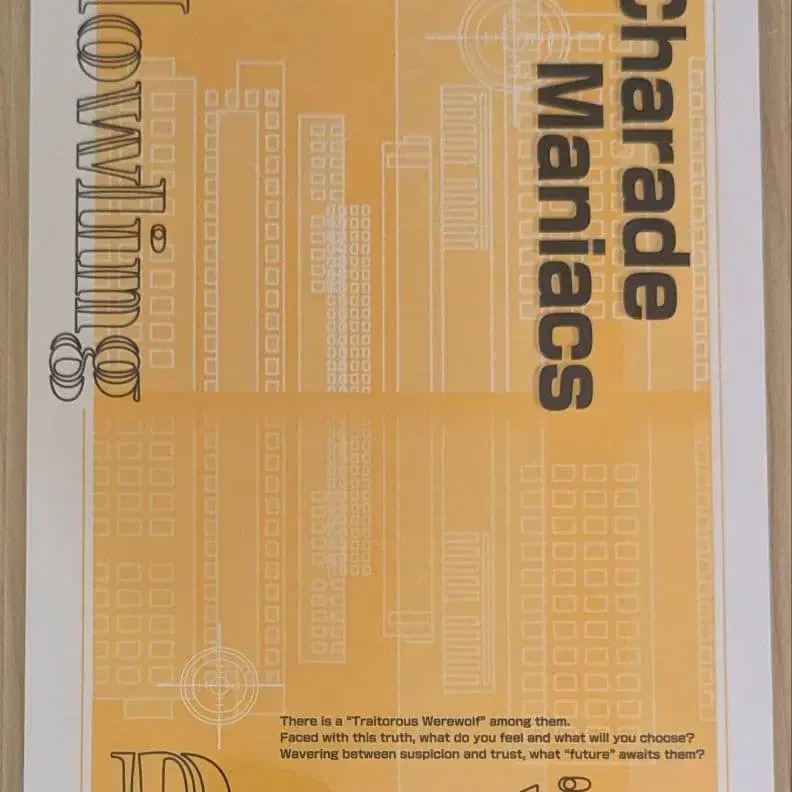 charade
Maniacs
lowling
There is a "Traitorous Werewolf" among them.
Faced with this truth, what do you feel and what will you choose?
Wavering between suspicion and trust, what "future" awaits them?